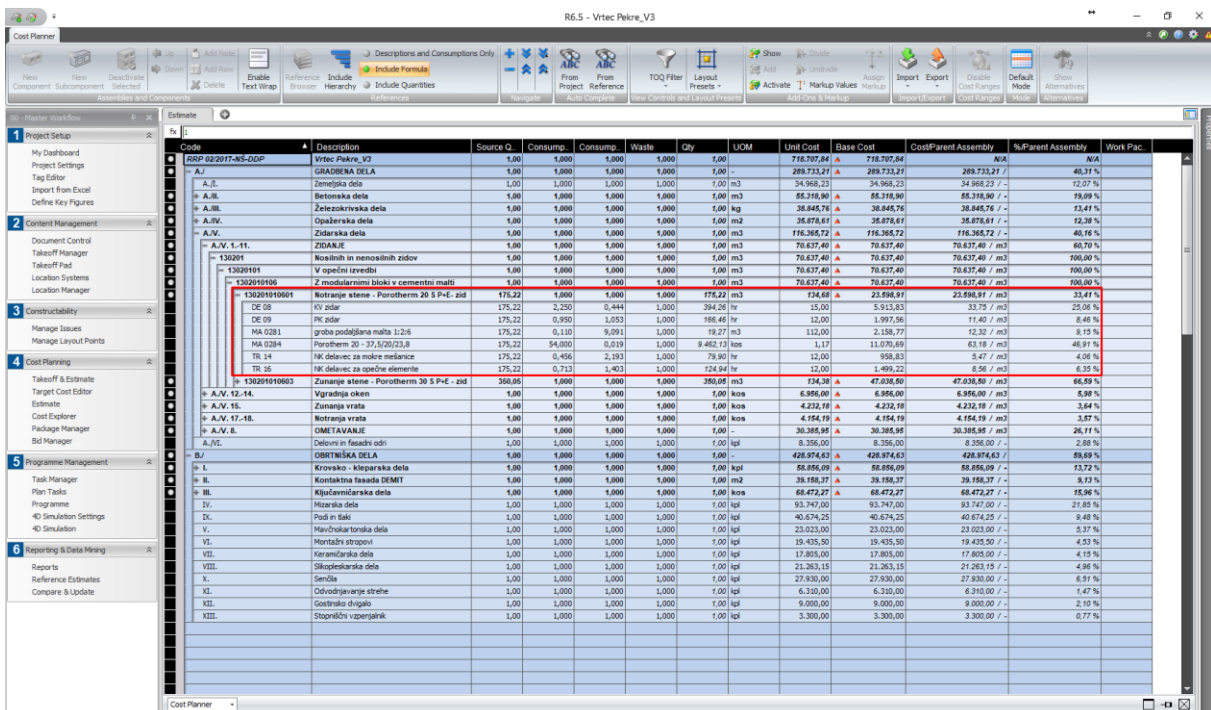 R6.5 - Vrtec Pekre_V3
Cost Planner
New Component
New Subcomponent
Deactivate Selected
Up
Down
Add Note
Add Row
Delete
Enable Text Wrap
Assemblies and Components
Reference Browser
Include Hierarchy
Descriptions and Consumptions Only
Include Formula
Include Quantities
References
Navigate
From Project
From Reference
Auto Complete
TOQ Filter
Layout Presets
View Controls and Layout Presets
Show
Add
Activate
Divide
Undivide
Markup Values
Assign Markup
Add-Ons & Markup
Import
Export
Import/Export
Disable Cost Ranges
Cost Ranges
Default Mode
Mode
Show Alternatives
Alternatives
00 - Master Workflow
1 Project Setup
My Dashboard
Project Settings
Tag Editor
Import from Excel
Define Key Figures
2 Content Management
Document Control
Takeoff Manager
Takeoff Pad
Location Systems
Location Manager
3 Constructability
Manage Issues
Manage Layout Points
4 Cost Planning
Takeoff & Estimate
Target Cost Editor
Estimate
Cost Explorer
Package Manager
Bid Manager
5 Programme Management
Task Manager
Plan Tasks
Programme
4D Simulation Settings
4D Simulation
6 Reporting & Data Mining
Reports
Reference Estimates
Compare & Update
Estimate
fx 1
Code Description Source Q.. Consump.. Consump.. Waste Qty UOM Unit Cost Base Cost Cost/Parent Assembly %/Parent Assembly Work Pac..
RRP 02/2017-NŠ-DDP Vrtec Pekre_V3 1,00 1,000 1,000 1,000 1,00 718.707,84 718.707,84 N/A N/A
A./ GRADBENA DELA 1,00 1,000 1,000 1,000 1,00 - 289.733,21 289.733,21 289.733,21 / 40,31 %
A./I. Zemeljska dela 1,00 1,000 1,000 1,000 1,00 m3 34.968,23 34.968,23 34.968,23 / - 12,07 %
A./II. Betonska dela 1,00 1,000 1,000 1,000 1,00 m3 55.318,90 55.318,90 55.318,90 / - 19,09 %
A./III. Železokrivska dela 1,00 1,000 1,000 1,000 1,00 kg 38.845,76 38.845,76 38.845,76 / - 13,41 %
A./IV. Opažerska dela 1,00 1,000 1,000 1,000 1,00 m2 35.878,61 35.878,61 35.878,61 / - 12,38 %
A./V. Zidarska dela 1,00 1,000 1,000 1,000 1,00 m3 116.365,72 116.365,72 116.365,72 / - 40,16 %
A./V. 1.-11. ZIDANJE 1,00 1,000 1,000 1,000 1,00 m3 70.637,40 70.637,40 70.637,40 / m3 60,70 %
130201 Nosilnih in nenosilnih zidov 1,00 1,000 1,000 1,000 1,00 m3 70.637,40 70.637,40 70.637,40 / m3 100,00 %
13020101 V opečni izvedbi 1,00 1,000 1,000 1,000 1,00 m3 70.637,40 70.637,40 70.637,40 / m3 100,00 %
1302010106 Z modularnimi bloki v cementni malti 1,00 1,000 1,000 1,000 1,00 m3 70.637,40 70.637,40 70.637,40 / m3 100,00 %
130201010601 Notranje stene - Porotherm 20 S P+E- zid 175,22 1,000 1,000 1,000 175,22 m3 134,68 23.598,91 23.598,91 / m3 33,41 %
DE 08 KV zidar 175,22 2,250 0,444 1,000 394,26 hr 15,00 5.913,83 33,75 / m3 25,06 %
DE 09 PK zidar 175,22 0,950 1,053 1,000 166,46 hr 12,00 1.997,56 11,40 / m3 8,46 %
MA 0281 groba podaljšana malta 1:2:6 175,22 0,110 9,091 1,000 19,27 m3 112,00 2.158,77 12,32 / m3 9,15 %
MA 0284 Porotherm 20 - 37,5/20/23,8 175,22 54,000 0,019 1,000 9.462,13 kos 1,17 11.070,69 63,18 / m3 46,91 %
TR 14 NK delavec za mokre mešanice 175,22 0,456 2,193 1,000 79,90 hr 12,00 958,83 5,47 / m3 4,06 %
TR 16 NK delavec za opečne elemente 175,22 0,713 1,403 1,000 124,94 hr 12,00 1.499,22 8,56 / m3 6,35 %
130201010603 Zunanje stene - Porotherm 30 S P+E - zid 350,05 1,000 1,000 1,000 350,05 m3 134,38 47.038,50 47.038,50 / m3 66,59 %
A./V. 12.-14. Vgradnja oken 1,00 1,000 1,000 1,000 1,00 kos 6.956,00 6.956,00 6.956,00 / m3 5,98 %
A./V. 15. Zunanja vrata 1,00 1,000 1,000 1,000 1,00 kos 4.232,18 4.232,18 4.232,18 / m3 3,64 %
A./V. 17.-18. Notranja vrata 1,00 1,000 1,000 1,000 1,00 kos 4.154,19 4.154,19 4.154,19 / m3 3,57 %
A./V. 8. OMETAVANJE 1,00 1,000 1,000 1,000 1,00 - 30.385,95 30.385,95 30.385,95 / m3 26,11 %
A./VI. Delovni in fasadni odri 1,00 1,000 1,000 1,000 1,00 kpl 8.356,00 8.356,00 8.356,00 / - 2,88 %
B./ OBRTNIŠKA DELA 1,00 1,000 1,000 1,000 1,00 - 428.974,63 428.974,63 428.974,63 / 59,69 %
I. Krovsko - kleparska dela 1,00 1,000 1,000 1,000 1,00 kpl 58.856,09 58.856,09 58.856,09 / - 13,72 %
II. Kontaktna fasada DEMIT 1,00 1,000 1,000 1,000 1,00 m2 39.158,37 39.158,37 39.158,37 / - 9,13 %
III. Ključavničarska dela 1,00 1,000 1,000 1,000 1,00 kos 68.472,27 68.472,27 68.472,27 / - 15,96 %
IV. Mizarska dela 1,00 1,000 1,000 1,000 1,00 kpl 93.747,00 93.747,00 93.747,00 / - 21,85 %
IX. Podi in tlaki 1,00 1,000 1,000 1,000 1,00 kpl 40.674,25 40.674,25 40.674,25 / - 9,48 %
V. Mavčnokartonska dela 1,00 1,000 1,000 1,000 1,00 kpl 23.023,00 23.023,00 23.023,00 / - 5,37 %
VI. Montažni stropovi 1,00 1,000 1,000 1,000 1,00 kpl 19.435,50 19.435,50 19.435,50 / - 4,53 %
VII. Keramičarska dela 1,00 1,000 1,000 1,000 1,00 kpl 17.805,00 17.805,00 17.805,00 / - 4,15 %
VIII. Slikopleskarska dela 1,00 1,000 1,000 1,000 1,00 kpl 21.263,15 21.263,15 21.263,15 / - 4,96 %
X. Senčila 1,00 1,000 1,000 1,000 1,00 kpl 27.930,00 27.930,00 27.930,00 / - 6,51 %
XI. Odvodnjavanje strehe 1,00 1,000 1,000 1,000 1,00 kpl 6.310,00 6.310,00 6.310,00 / - 1,47 %
XII. Gostinsko dvigalo 1,00 1,000 1,000 1,000 1,00 kpl 9.000,00 9.000,00 9.000,00 / - 2,10 %
XIII. Stopniščni vzpenjalnik 1,00 1,000 1,000 1,000 1,00 kpl 3.300,00 3.300,00 3.300,00 / - 0,77 %
Cost Planner
Properties